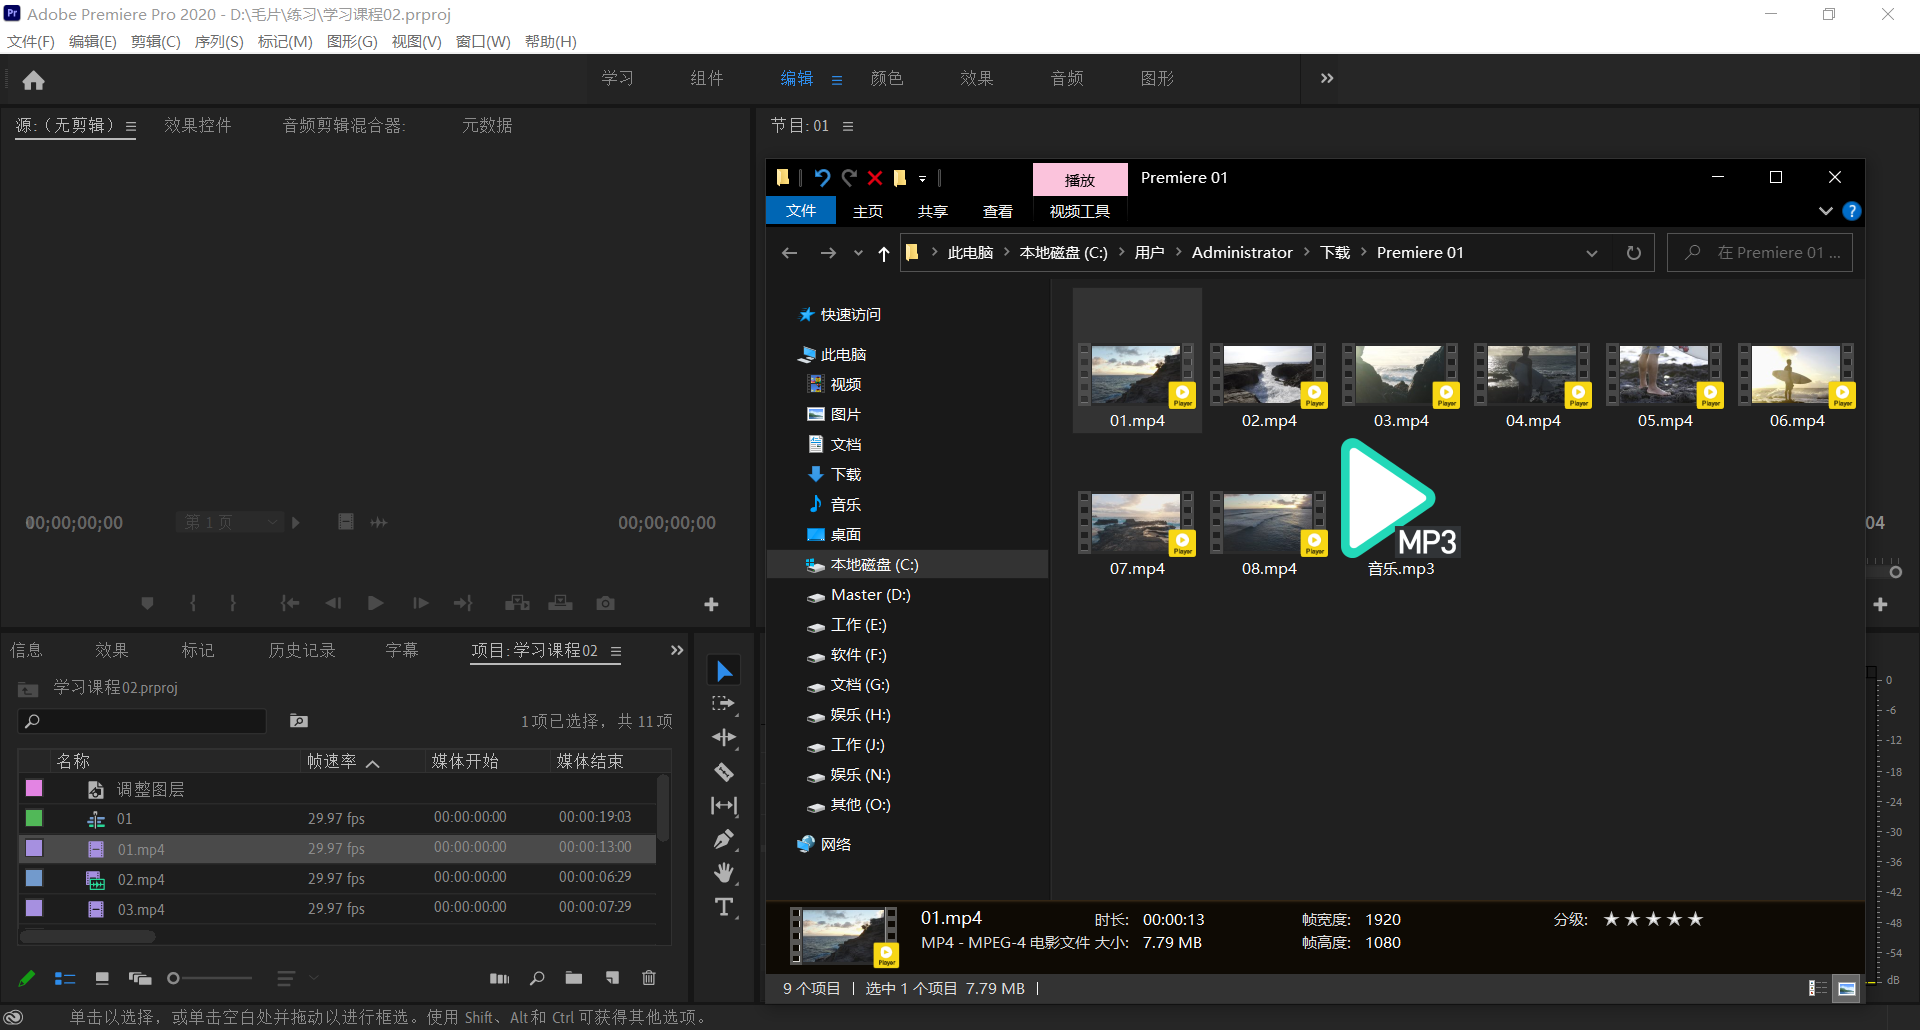 Adobe Premiere Pro 2020 - D:\毛片\练习\学习课程02.prproj
文件(F) 编辑(E) 剪辑(C) 序列(S) 标记(M) 图形(G) 视图(V) 窗口(W) 帮助(H)
学习 组件 编辑 颜色 效果 音频 图形
源:（无剪辑） 效果控件 音频剪辑混合器: 元数据
节目: 01
播放 Premiere 01
文件 主页 共享 查看 视频工具
此电脑 本地磁盘 (C:) 用户 Administrator 下载 Premiere 01
在 Premiere 01 ...
快速访问
此电脑
视频
图片
文档
下载
音乐
桌面
本地磁盘 (C:)
Master (D:)
工作 (E:)
软件 (F:)
文档 (G:)
娱乐 (H:)
工作 (J:)
娱乐 (N:)
其他 (O:)
网络
Player Player Player Player Player Player
01.mp4 02.mp4 03.mp4 04.mp4 05.mp4 06.mp4
Player Player MP3
07.mp4 08.mp4 音乐.mp3
Player
01.mp4 时长: 00:00:13 帧宽度: 1920 分级: ★★★★★
MP4 - MPEG-4 电影文件 大小: 7.79 MB 帧高度: 1080
9 个项目 选中 1 个项目 7.79 MB
00;00;00;00 第 1 页 00;00;00;00
04
信息 效果 标记 历史记录 字幕 项目: 学习课程02
学习课程02.prproj
1 项已选择，共 11 项
名称 帧速率 媒体开始 媒体结束
调整图层
01 29.97 fps 00:00:00:00 00:00:19:03
01.mp4 29.97 fps 00:00:00:00 00:00:13:00
02.mp4 29.97 fps 00:00:00:00 00:00:06:29
03.mp4 29.97 fps 00:00:00:00 00:00:07:29
0
-6
-12
-18
-24
-30
-36
-42
-48
-54
dB
单击以选择，或单击空白处并拖动以进行框选。使用 Shift、Alt 和 Ctrl 可获得其他选项。